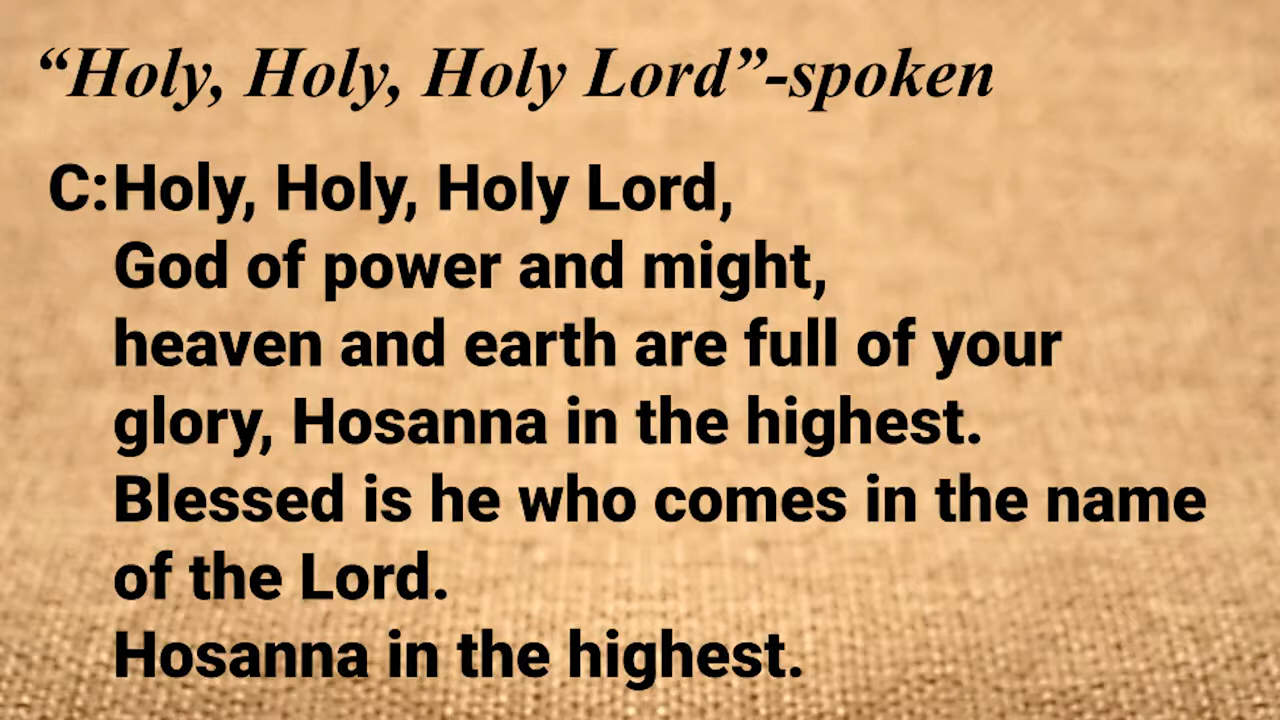 “Holy, Holy, Holy Lord”-spoken
C:Holy, Holy, Holy Lord,
God of power and might,
heaven and earth are full of your
glory, Hosanna in the highest.
Blessed is he who comes in the name
of the Lord.
Hosanna in the highest.